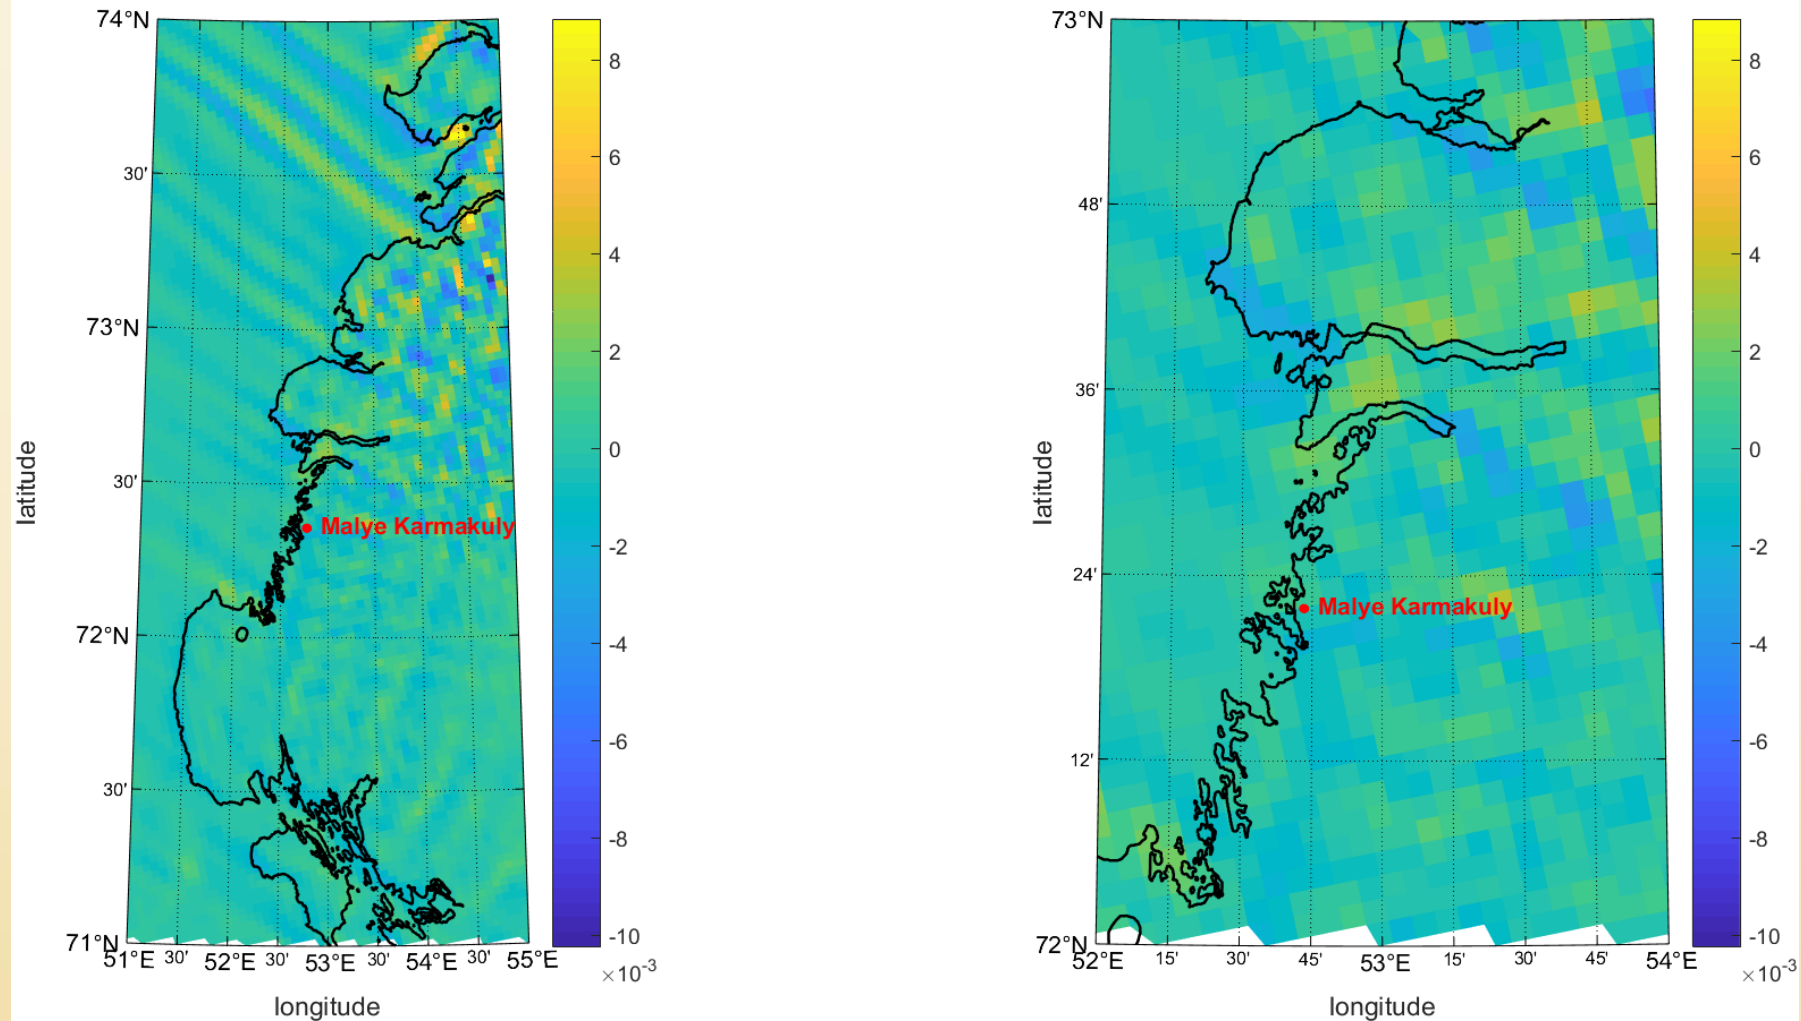 74°N
30'
73°N
30'
72°N
30'
71°N
51°E 30' 52°E 30' 53°E 30' 54°E 30' 55°E
latitude
longitude
Malye Karmakuly
8
6
4
2
0
-2
-4
-6
-8
-10
×10-3
73°N
48'
36'
24'
12'
72°N
52°E 15' 30' 45' 53°E 15' 30' 45' 54°E
latitude
longitude
Malye Karmakuly
8
6
4
2
0
-2
-4
-6
-8
-10
×10-3